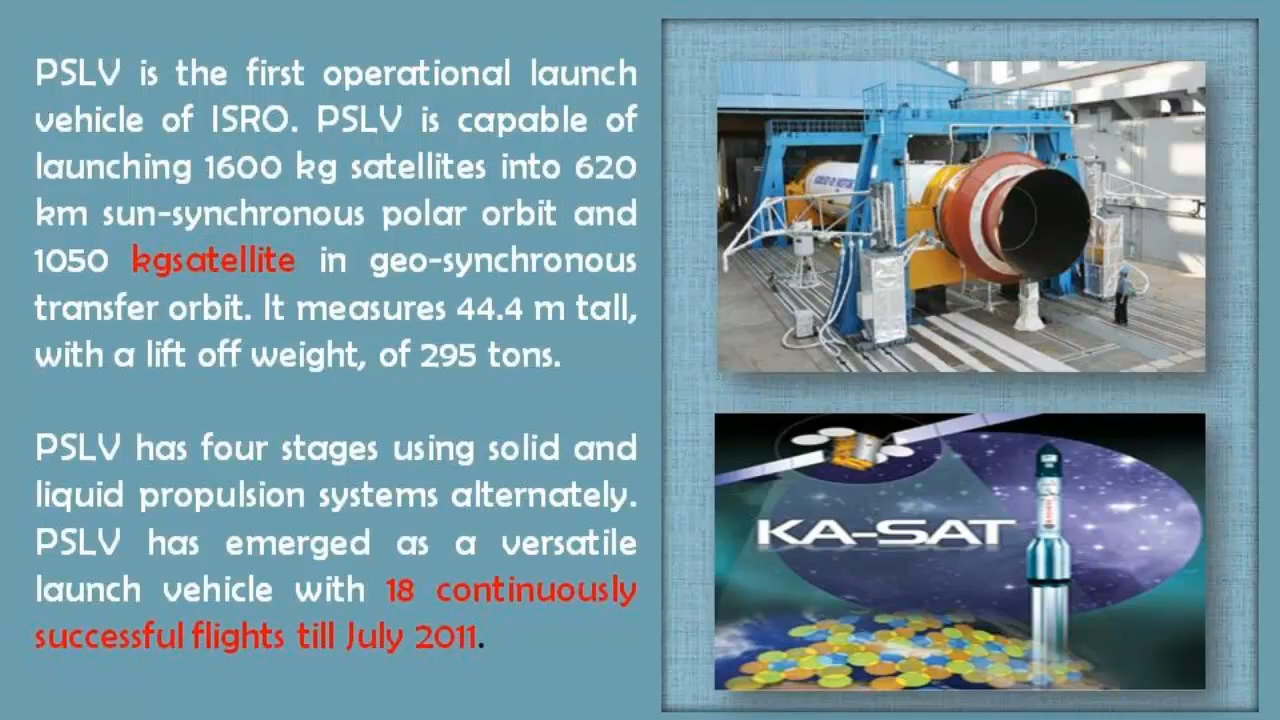 PSLV is the first operational launch
vehicle of ISRO. PSLV is capable of
launching 1600 kg satellites into 620
km sun-synchronous polar orbit and
1050 kgsatellite in geo-synchronous
transfer orbit. It measures 44.4 m tall,
with a lift off weight, of 295 tons.
PSLV has four stages using solid and
liquid propulsion systems alternately.
PSLV has emerged as a versatile
launch vehicle with 18 continuously
successful flights till July 2011.
KA-SAT